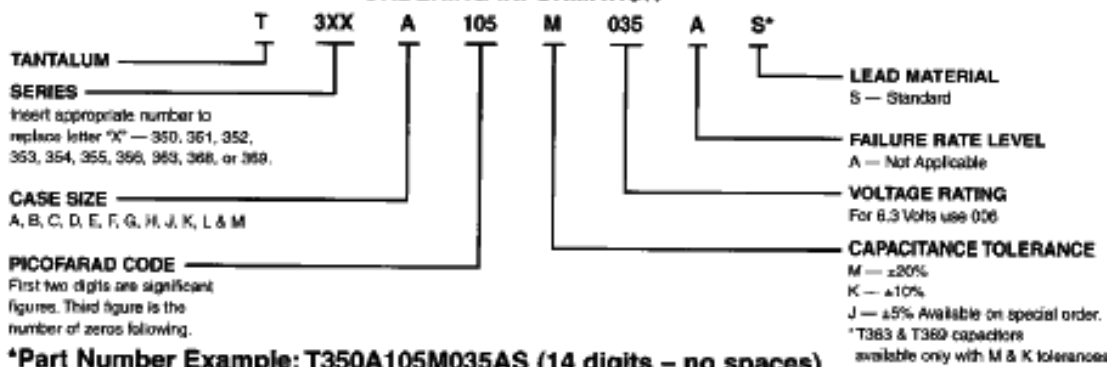 T 3XX A 105 M 035 A S*
TANTALUM
SERIES
Insert appropriate number to
replace letter "X" — 350, 351, 352,
353, 354, 355, 356, 363, 368, or 369.
CASE SIZE
A, B, C, D, E, F, G, H, J, K, L & M
PICOFARAD CODE
First two digits are significant
figures. Third figure is the
number of zeros following.
LEAD MATERIAL
S — Standard
FAILURE RATE LEVEL
A — Not Applicable
VOLTAGE RATING
For 6.3 Volts use 006
CAPACITANCE TOLERANCE
M — ±20%
K — ±10%
J — ±5% Available on special order.
*T363 & T369 capacitors
available only with M & K tolerances
*Part Number Example: T350A105M035AS (14 digits – no spaces)